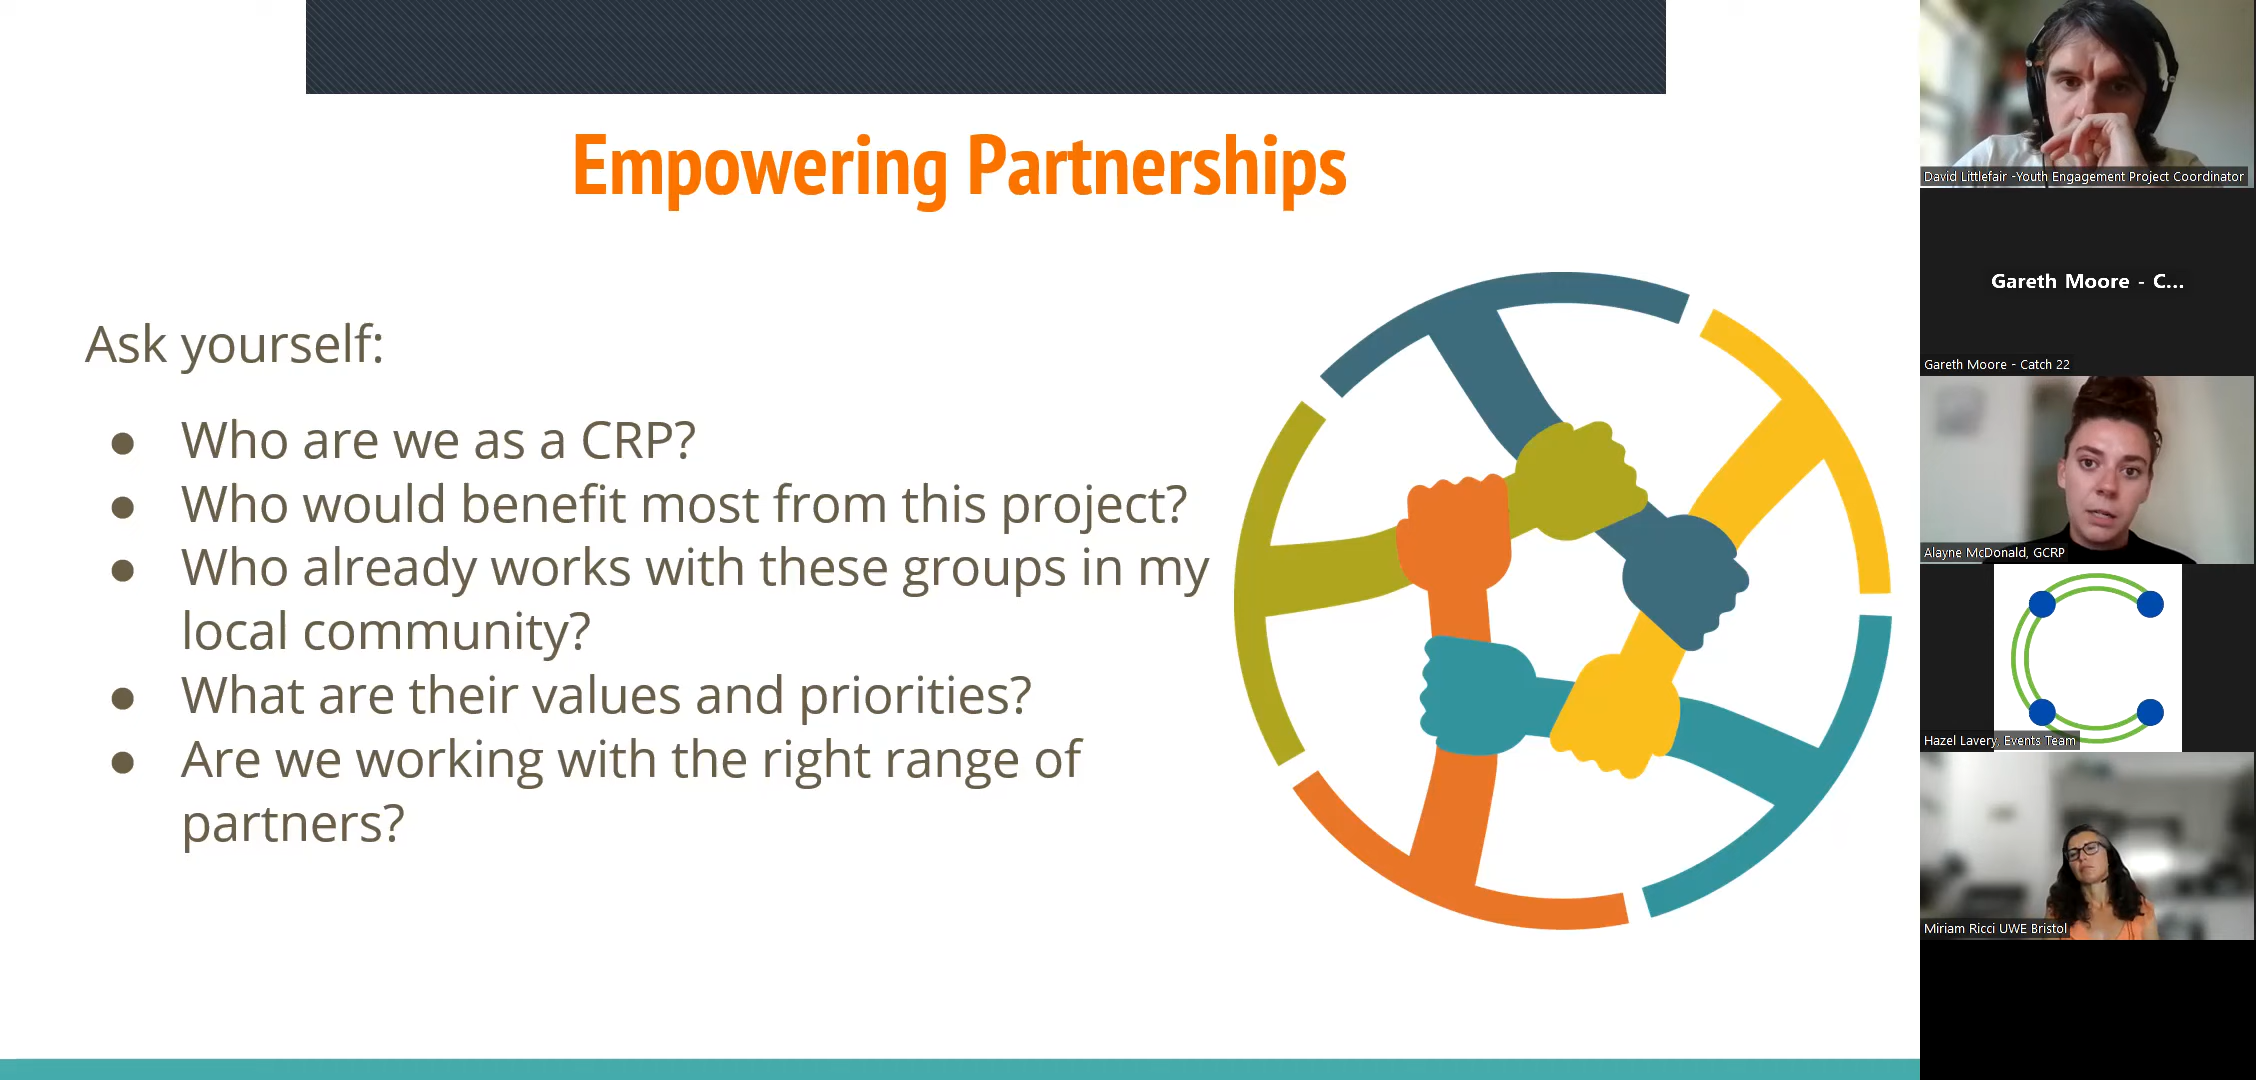 Empowering Partnerships
Ask yourself:
● Who are we as a CRP?
● Who would benefit most from this project?
● Who already works with these groups in my
local community?
● What are their values and priorities?
● Are we working with the right range of
partners?
David Littlefair -Youth Engagement Project Coordinator
Gareth Moore - C...
Gareth Moore - Catch 22
Alayne McDonald, GCRP
Hazel Lavery, Events Team
Miriam Ricci UWE Bristol